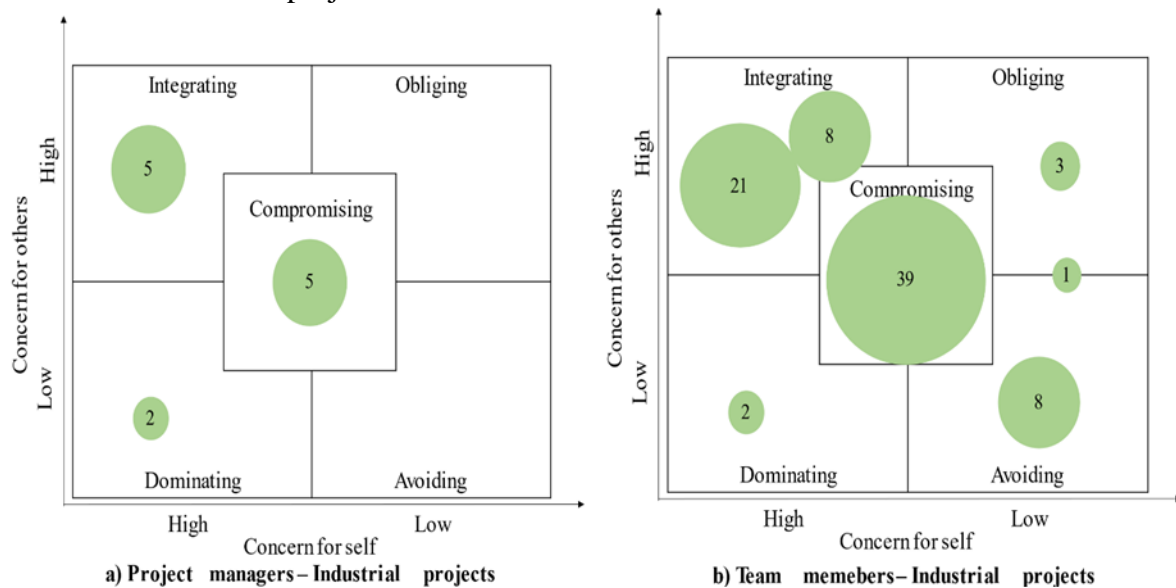 Integrating Obliging
5
High
Compromising
Concern for others
5
Low
2
Dominating Avoiding
High Low
Concern for self
a) Project managers – Industrial projects
Integrating Obliging
8
High
3
21
Compromising
Concern for others
1
39
Low
8
2
Dominating Avoiding
High Low
Concern for self
b) Team memebers – Industrial projects